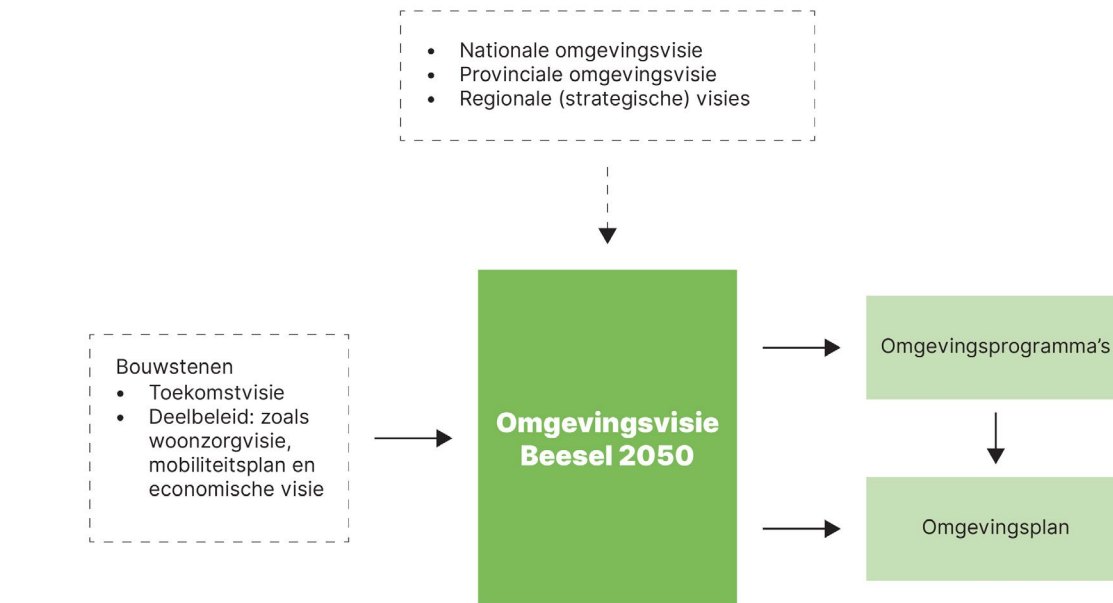 • Nationale omgevingsvisie
• Provinciale omgevingsvisie
• Regionale (strategische) visies
Bouwstenen
• Toekomstvisie
• Deelbeleid: zoals
woonzorgvisie,
mobiliteitsplan en
economische visie
Omgevingsvisie
Beesel 2050
Omgevingsprogramma’s
Omgevingsplan